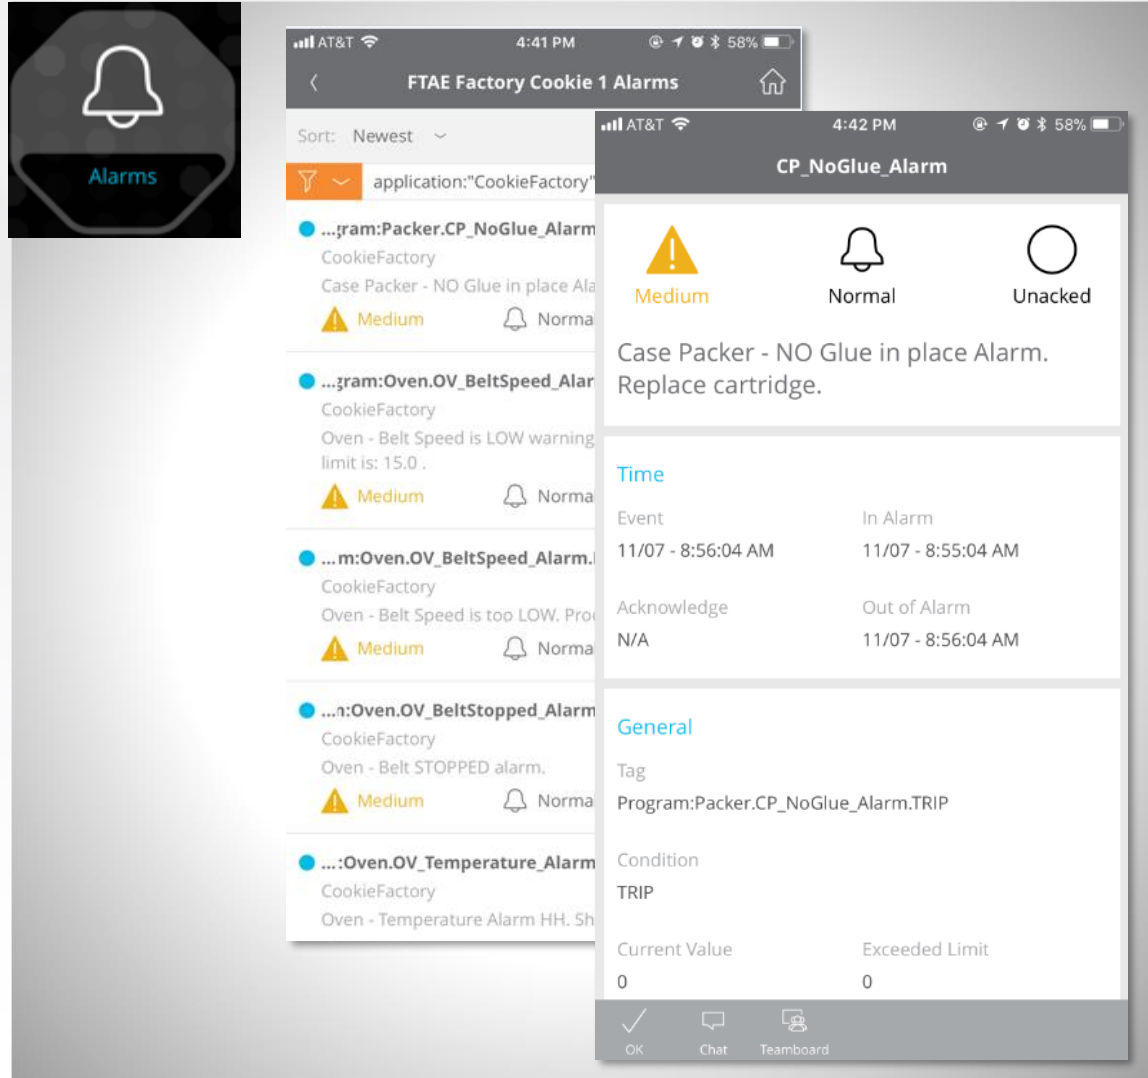 Alarms
AT&T 4:41 PM 58%
FTAE Factory Cookie 1 Alarms
Sort: Newest
application:"CookieFactory"
...gram:Packer.CP_NoGlue_Alarm
CookieFactory
Case Packer - NO Glue in place Ala
Medium Norma
...gram:Oven.OV_BeltSpeed_Alar
CookieFactory
Oven - Belt Speed is LOW warning
limit is: 15.0 .
Medium Norma
...m:Oven.OV_BeltSpeed_Alarm.
CookieFactory
Oven - Belt Speed is too LOW. Pro
Medium Norma
...n:Oven.OV_BeltStopped_Alarm
CookieFactory
Oven - Belt STOPPED alarm.
Medium Norma
...:Oven.OV_Temperature_Alarm
CookieFactory
Oven - Temperature Alarm HH. Sh
AT&T 4:42 PM 58%
CP_NoGlue_Alarm
Medium Normal Unacked
Case Packer - NO Glue in place Alarm.
Replace cartridge.
Time
Event In Alarm
11/07 - 8:56:04 AM 11/07 - 8:55:04 AM
Acknowledge Out of Alarm
N/A 11/07 - 8:56:04 AM
General
Tag
Program:Packer.CP_NoGlue_Alarm.TRIP
Condition
TRIP
Current Value Exceeded Limit
0 0
OK Chat Teamboard